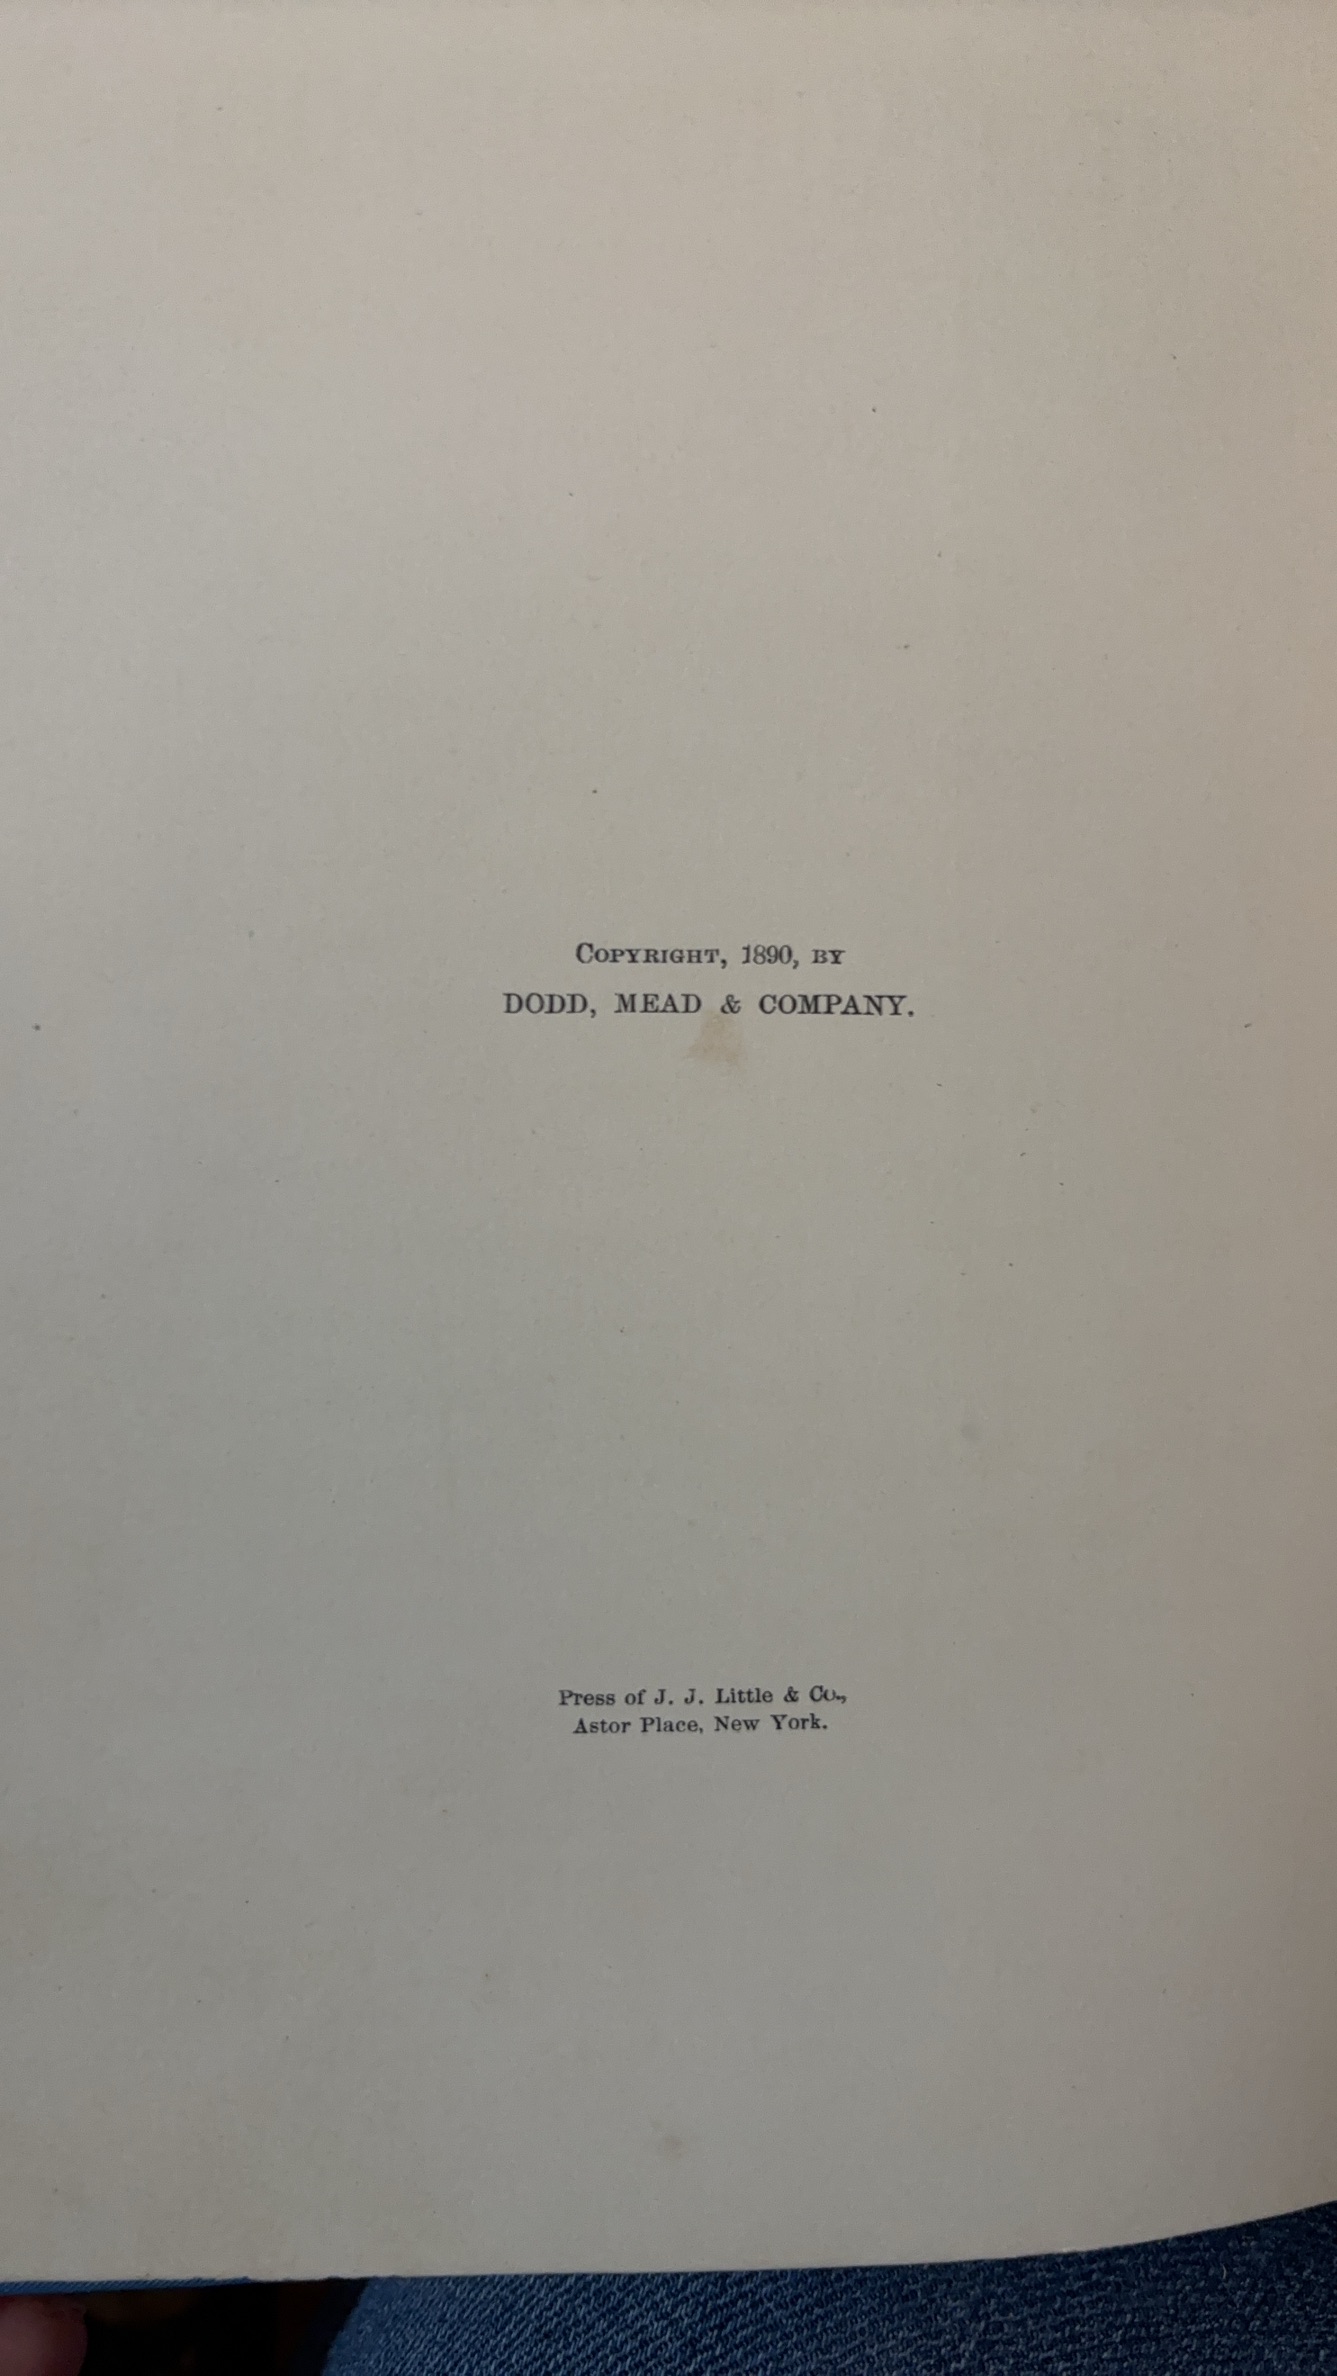 Copyright, 1890, by
DODD, MEAD & COMPANY.
Press of J. J. Little & Co.,
Astor Place, New York.